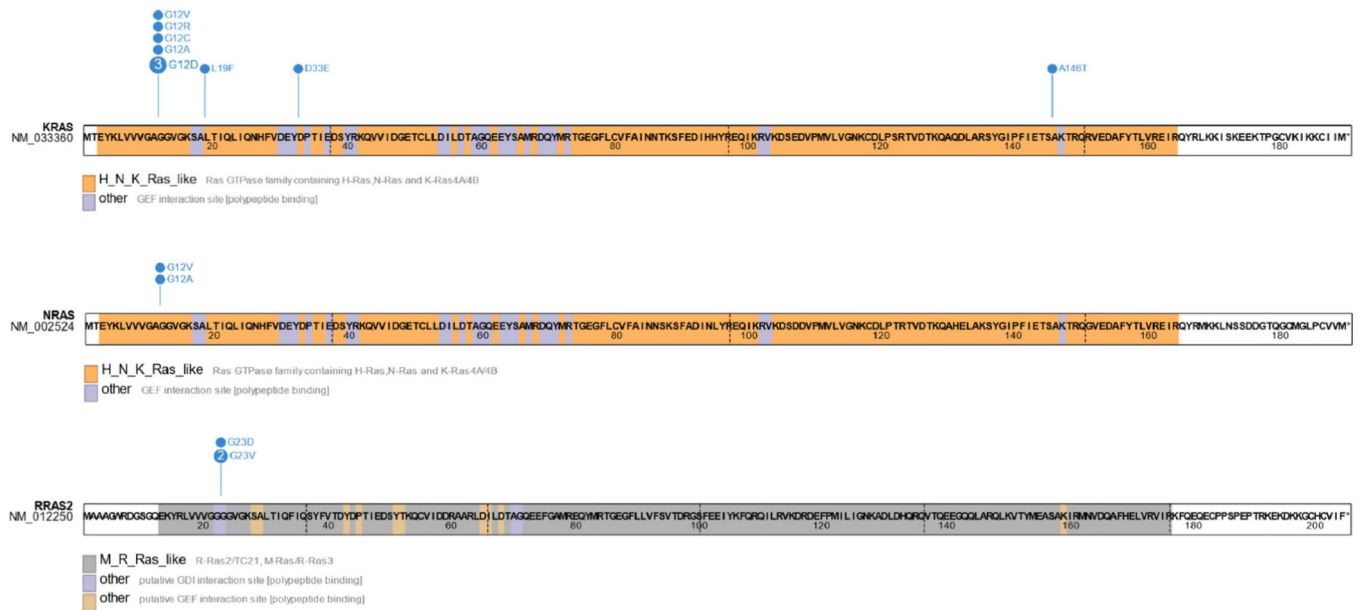 G12V
G12R
G12C
G12A
3 G12D
L19F
D33E
A146T
KRAS
NM_033360
MTEYKLVVVGAGGVGKSALTIQLIQNHFVDEYDPTIEDSYRKQVVIDGETCLLDILDTAGQEEYSAMRDQYMRTGEGFLCVFAINNTKSFEDIHHYREQIKRVKDSEDVPMVLVGNKCDLPSRTVDTKQAQDLARSYGIPFIETSAKTRQRVEDAFYTLVREIRQYRLKKISKEEKTPGCVKIKKCIIM*
20 40 60 80 100 120 140 160 180
H_N_K_Ras_like Ras GTPase family containing H-Ras,N-Ras and K-Ras4A/4B
other GEF interaction site [polypeptide binding]
G12V
G12A
NRAS
NM_002524
MTEYKLVVVGAGGVGKSALTIQLIQNHFVDEYDPTIEDSYRKQVVIDGETCLLDILDTAGQEEYSAMRDQYMRTGEGFLCVFAINNSKSFADINLYREQIKRVKDSDDVPMVLVGNKCDLPTRTVDTKQAHELAKSYGIPFIETSAKTRQGVEDAFYTLVREIRQYRMKKLNSSDDGTQGCMGLPCVVM*
20 40 60 80 100 120 140 160 180
H_N_K_Ras_like Ras GTPase family containing H-Ras,N-Ras and K-Ras4A/4B
other GEF interaction site [polypeptide binding]
G23D
2 G23V
RRAS2
NM_012250
MAAAGWRDGSGQEKYRLVVVGGGGVGKSALTIQFIQSYFVTDYDPTIEDSYTKQCVIDDRAARLDILDTAGQEEFGAMREQYMRTGEGFLLVFSVTDRGSFEEIYKFQRQILRVKDRDEFPMILIGNKADLDHQRQVTQEEGQQLARQLKVTYMEASAKIRMNVDQAFHELVRVIRKFQEQECPPSPEPTRKEKDKKGCHCVIF*
20 40 60 80 100 120 140 160 180 200
M_R_Ras_like R-Ras2/TC21, M-Ras/R-Ras3
other putative GDI interaction site [polypeptide binding]
other putative GEF interaction site [polypeptide binding]